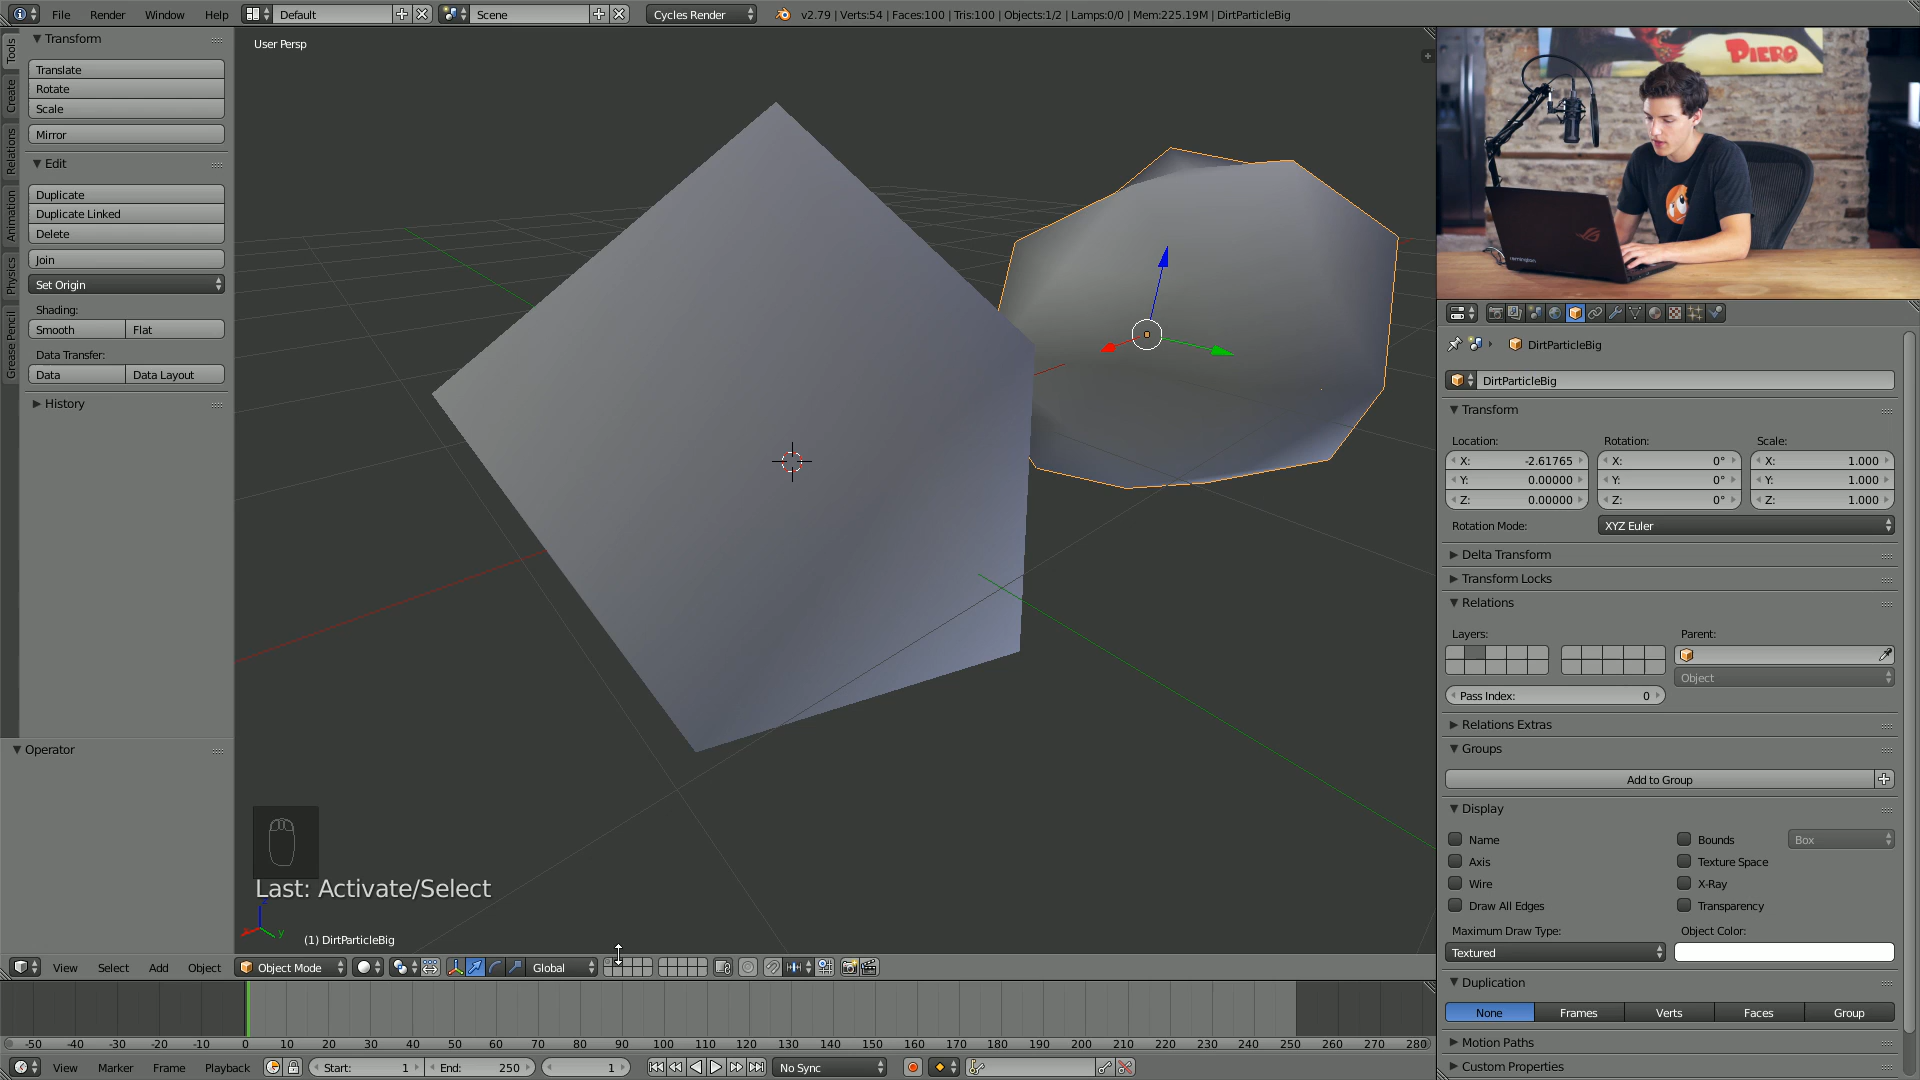 File Render Window Help Default Scene Cycles Render v2.79 | Verts:54 | Faces:100 | Tris:100 | Objects:1/2 | Lamps:0/0 | Mem:225.19M | DirtParticleBig
Tools
Create
Relations
Animation
Physics
Grease Pencil
Transform
Translate
Rotate
Scale
Mirror
Edit
Duplicate
Duplicate Linked
Delete
Join
Set Origin
Shading:
Smooth Flat
Data Transfer:
Data Data Layout
History
Operator
User Persp
Last: Activate/Select
(1) DirtParticleBig
View Select Add Object Object Mode Global
PIERO
remington
DirtParticleBig
DirtParticleBig
Transform
Location: Rotation: Scale:
X: -2.61765 X: 0° X: 1.000
Y: 0.00000 Y: 0° Y: 1.000
Z: 0.00000 Z: 0° Z: 1.000
Rotation Mode: XYZ Euler
Delta Transform
Transform Locks
Relations
Layers: Parent:
Object
Pass Index: 0
Relations Extras
Groups
Add to Group
Display
Name Bounds Box
Axis Texture Space
Wire X-Ray
Draw All Edges Transparency
Maximum Draw Type: Object Color:
Textured
Duplication
None Frames Verts Faces Group
Motion Paths
Custom Properties
-50 -40 -30 -20 -10 0 10 20 30 40 50 60 70 80 90 100 110 120 130 140 150 160 170 180 190 200 210 220 230 240 250 260 270 280
View Marker Frame Playback Start: 1 End: 250 1 No Sync